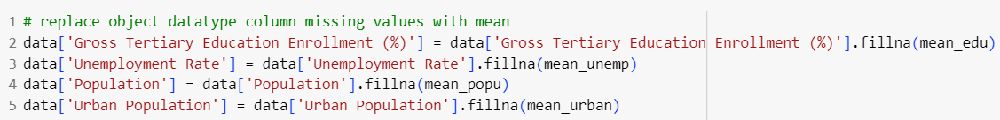 1 # replace object datatype column missing values with mean
2 data['Gross Tertiary Education Enrollment (%)'] = data['Gross Tertiary Education Enrollment (%)'].fillna(mean_edu)
3 data['Unemployment Rate'] = data['Unemployment Rate'].fillna(mean_unemp)
4 data['Population'] = data['Population'].fillna(mean_popu)
5 data['Urban Population'] = data['Urban Population'].fillna(mean_urban)